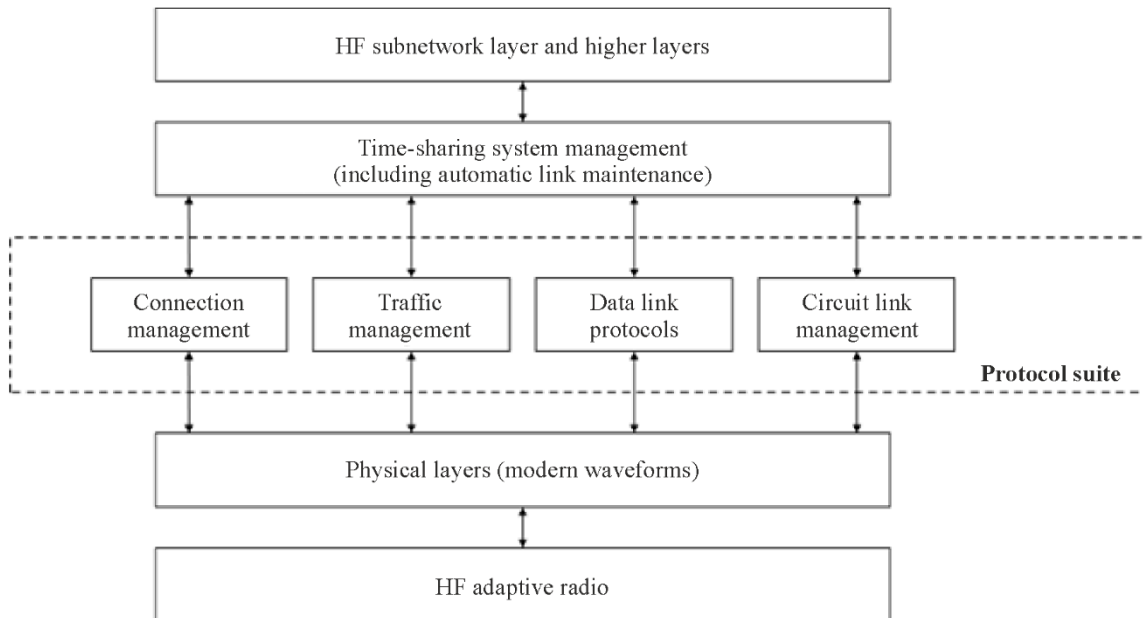 HF subnetwork layer and higher layers
Time-sharing system management
(including automatic link maintenance)
Connection
management
Traffic
management
Data link
protocols
Circuit link
management
Protocol suite
Physical layers (modern waveforms)
HF adaptive radio